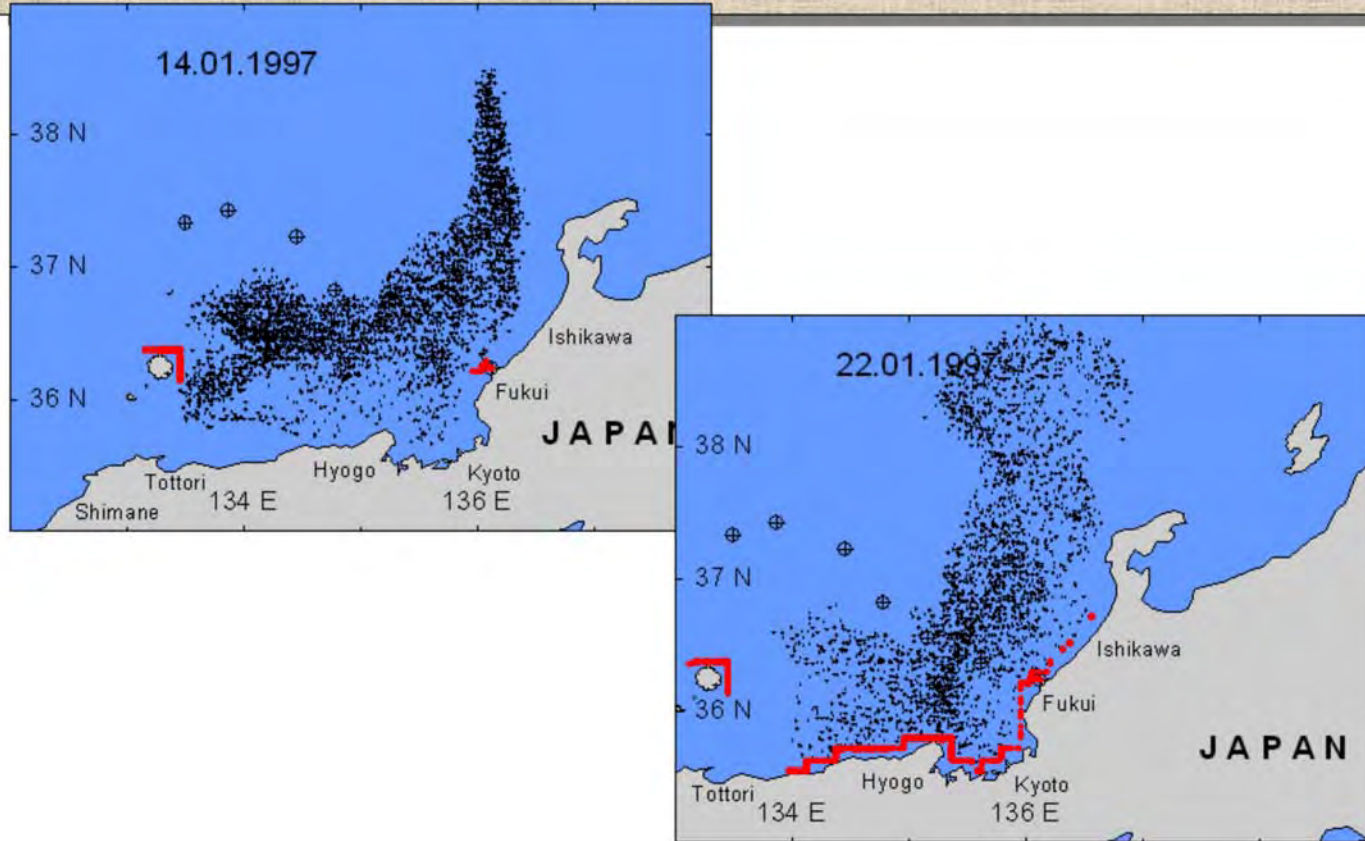 14.01.1997
38 N
37 N
36 N
Ishikawa
Fukui
JAPAN
Hyogo
Kyoto
Tottori
134 E
136 E
Shimane
22.01.1997
38 N
37 N
36 N
Ishikawa
Fukui
JAPAN
Hyogo
Kyoto
Tottori
134 E
136 E